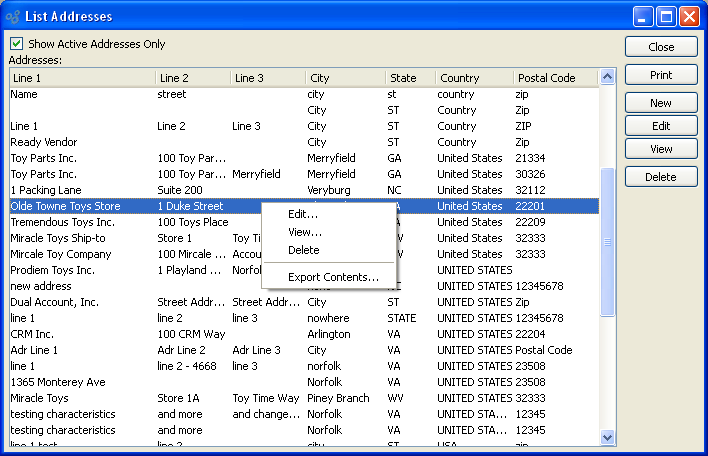 List Addresses
Show Active Addresses Only
Close
Addresses:
Line 1 Line 2 Line 3 City State Country Postal Code
Print
Name street city st country zip
City ST Country Zip
New
Line 1 Line 2 Line 3 City ST Country ZIP
Edit
Ready Vendor City ST Country Zip
View
Toy Parts Inc. 100 Toy Par... Merryfield GA United States 21334
Toy Parts Inc. 100 Toy Par... Merryfield Merryfield GA United States 30326
Delete
1 Packing Lane Suite 200 Veryburg NC United States 32112
Olde Towne Toys Store 1 Duke Street United States 22201
Edit...
Tremendous Toys Inc. 100 Toys Place United States 22209
View...
Miracle Toys Ship-to Store 1 Toy Tim United States 32333
Delete
Mircale Toy Company 100 Mircale ... Accou United States 32333
Prodiem Toys Inc. 1 Playland ... Norfol UNITED STATES
Export Contents...
new address UNITED STATES 12345678
Dual Account, Inc. Street Addr... Street Addr... City ST UNITED STATES Zip
line 1 line 2 line 3 nowhere STATE UNITED STATES 12345678
CRM Inc. 100 CRM Way Arlington VA UNITED STATES 22204
Adr Line 1 Adr Line 2 Adr Line 3 City VA UNITED STATES Postal Code
line 1 line 2 - 4668 line 3 norfolk VA UNITED STATES 23508
1365 Monterey Ave Norfolk VA UNITED STATES 23508
Miracle Toys Store 1A Toy Time Way Piney Branch WV UNITED STATES 32333
testing characteristics and more and change... Norfolk VA UNITED STA... 12345
testing characteristics and more Norfolk VA UNITED STA... 12345
line 1 test line 2 city ST USA zip